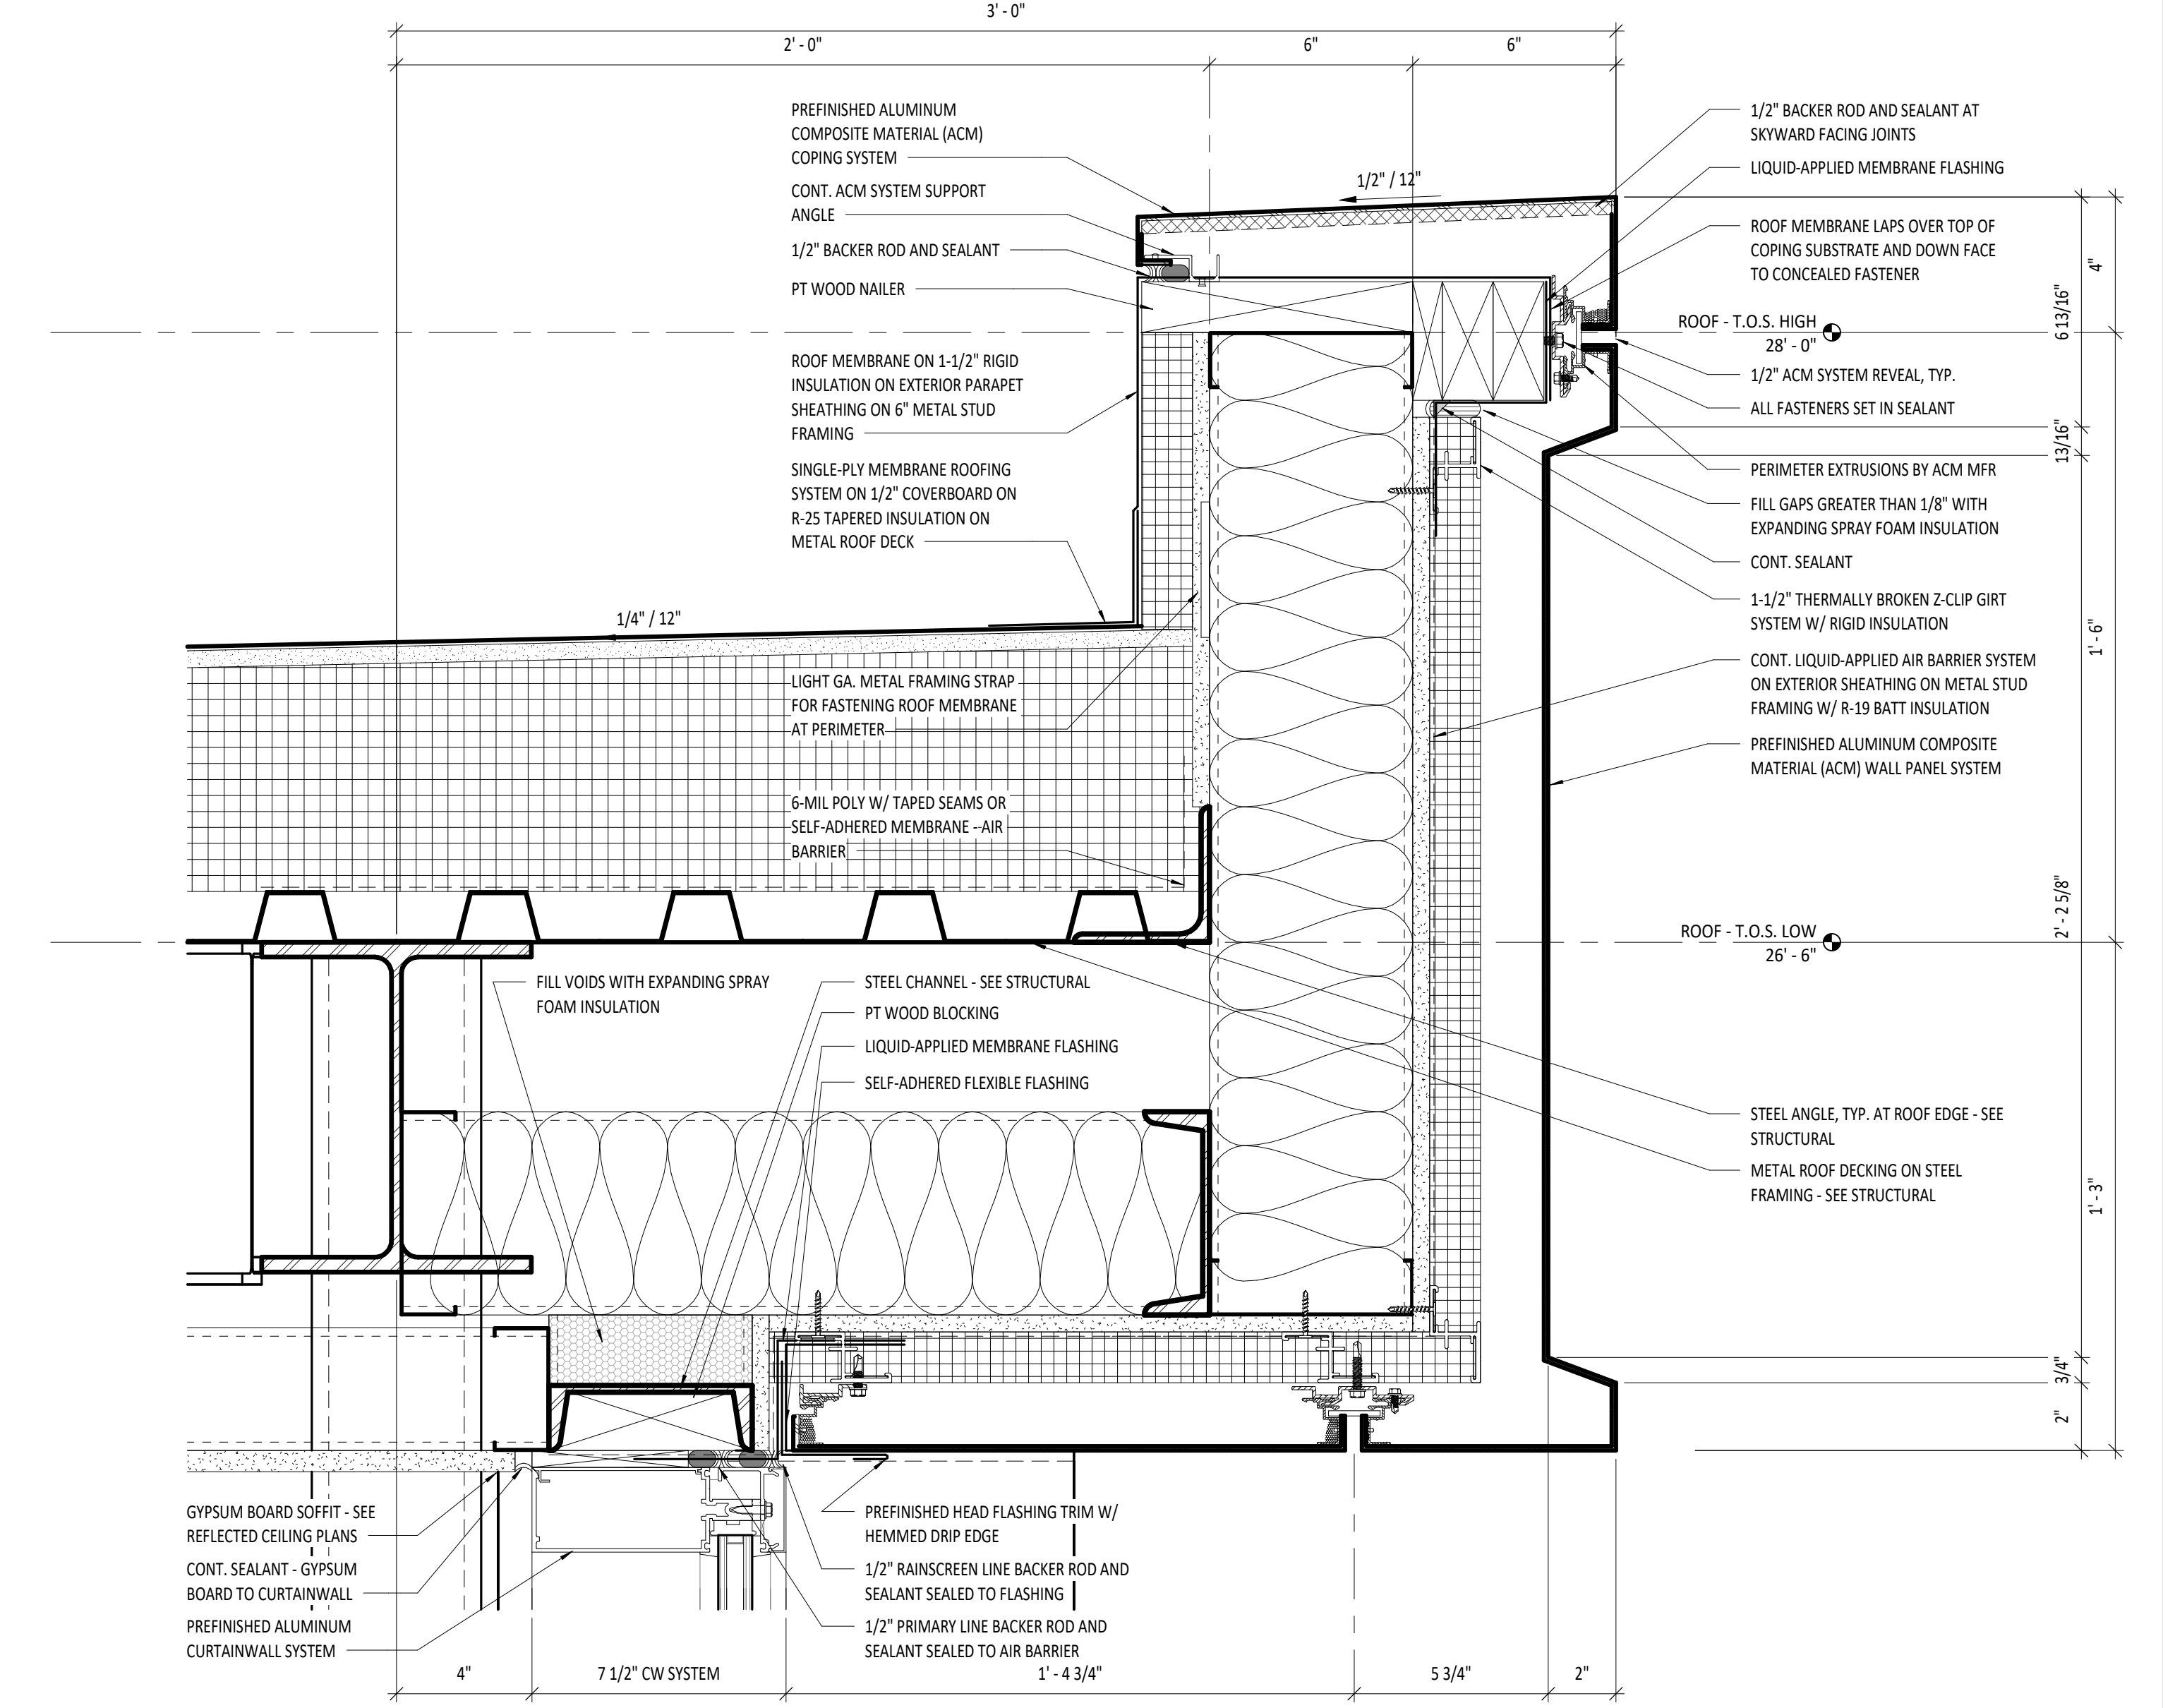 3' - 0"
2' - 0"
6"
6"
PREFINISHED ALUMINUM
COMPOSITE MATERIAL (ACM)
COPING SYSTEM
CONT. ACM SYSTEM SUPPORT
ANGLE
1/2" BACKER ROD AND SEALANT
PT WOOD NAILER
ROOF MEMBRANE ON 1-1/2" RIGID
INSULATION ON EXTERIOR PARAPET
SHEATHING ON 6" METAL STUD
FRAMING
SINGLE-PLY MEMBRANE ROOFING
SYSTEM ON 1/2" COVERBOARD ON
R-25 TAPERED INSULATION ON
METAL ROOF DECK
1/4" / 12"
1/2" / 12"
LIGHT GA. METAL FRAMING STRAP
FOR FASTENING ROOF MEMBRANE
AT PERIMETER
6-MIL POLY W/ TAPED SEAMS OR
SELF-ADHERED MEMBRANE - AIR
BARRIER
1/2" BACKER ROD AND SEALANT AT
SKYWARD FACING JOINTS
LIQUID-APPLIED MEMBRANE FLASHING
ROOF MEMBRANE LAPS OVER TOP OF
COPING SUBSTRATE AND DOWN FACE
TO CONCEALED FASTENER
ROOF - T.O.S. HIGH
28' - 0"
1/2" ACM SYSTEM REVEAL, TYP.
ALL FASTENERS SET IN SEALANT
PERIMETER EXTRUSIONS BY ACM MFR
FILL GAPS GREATER THAN 1/8" WITH
EXPANDING SPRAY FOAM INSULATION
CONT. SEALANT
1-1/2" THERMALLY BROKEN Z-CLIP GIRT
SYSTEM W/ RIGID INSULATION
CONT. LIQUID-APPLIED AIR BARRIER SYSTEM
ON EXTERIOR SHEATHING ON METAL STUD
FRAMING W/ R-19 BATT INSULATION
PREFINISHED ALUMINUM COMPOSITE
MATERIAL (ACM) WALL PANEL SYSTEM
ROOF - T.O.S. LOW
26' - 6"
STEEL ANGLE, TYP. AT ROOF EDGE - SEE
STRUCTURAL
METAL ROOF DECKING ON STEEL
FRAMING - SEE STRUCTURAL
4"
6 13/16"
13/16"
1' - 6"
2' - 2 5/8"
1' - 3"
3/4"
2"
FILL VOIDS WITH EXPANDING SPRAY
FOAM INSULATION
STEEL CHANNEL - SEE STRUCTURAL
PT WOOD BLOCKING
LIQUID-APPLIED MEMBRANE FLASHING
SELF-ADHERED FLEXIBLE FLASHING
GYPSUM BOARD SOFFIT - SEE
REFLECTED CEILING PLANS
CONT. SEALANT - GYPSUM
BOARD TO CURTAINWALL
PREFINISHED ALUMINUM
CURTAINWALL SYSTEM
PREFINISHED HEAD FLASHING TRIM W/
HEMMED DRIP EDGE
1/2" RAINSCREEN LINE BACKER ROD AND
SEALANT SEALED TO FLASHING
1/2" PRIMARY LINE BACKER ROD AND
SEALANT SEALED TO AIR BARRIER
4"
7 1/2" CW SYSTEM
1' - 4 3/4"
5 3/4"
2"